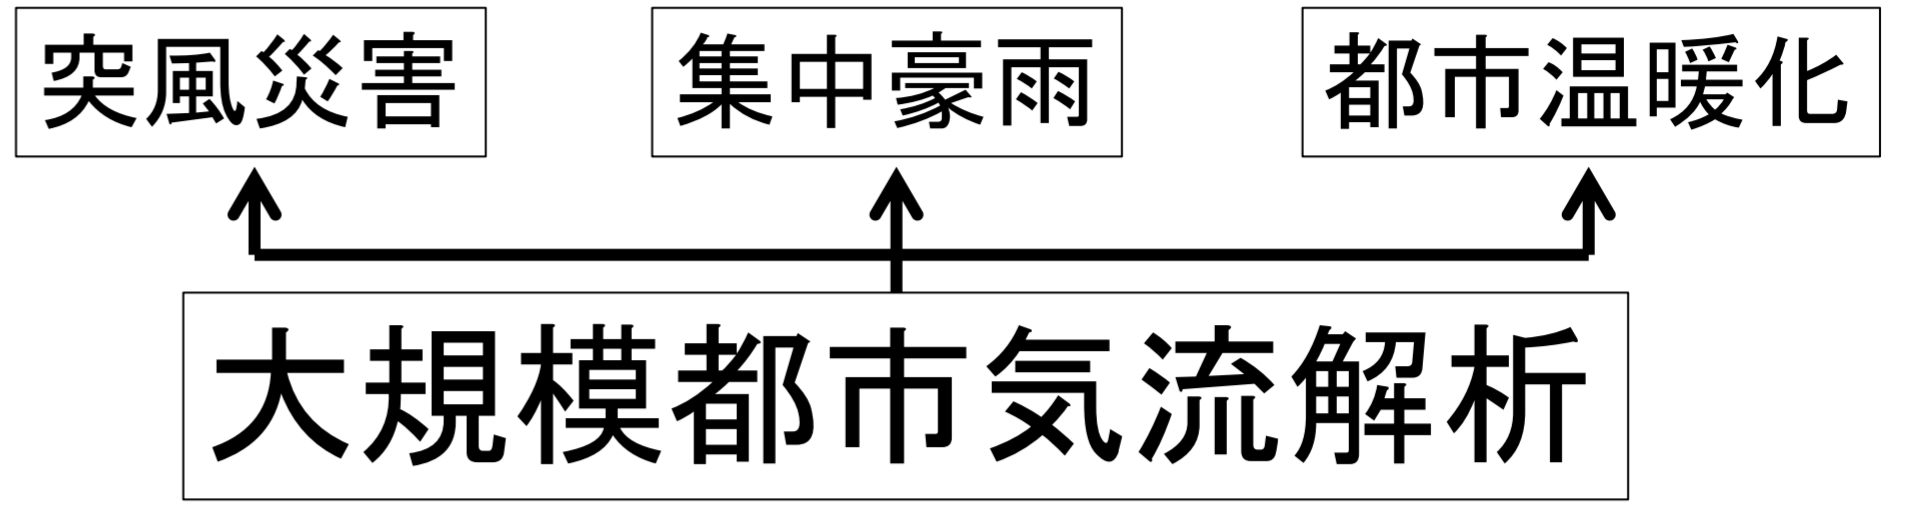 突風災害
集中豪雨
都市温暖化
大規模都市気流解析